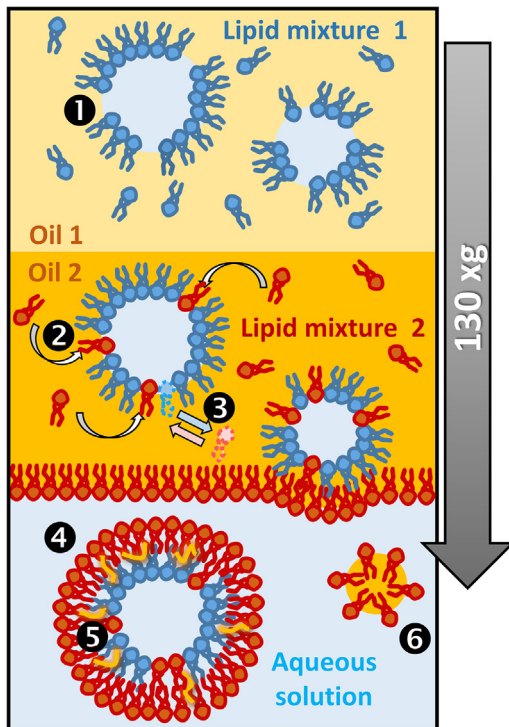 Lipid mixture 1
1
Oil 1
Oil 2
2
Lipid mixture 2
3
4
5
6
Aqueous
solution
130 xg